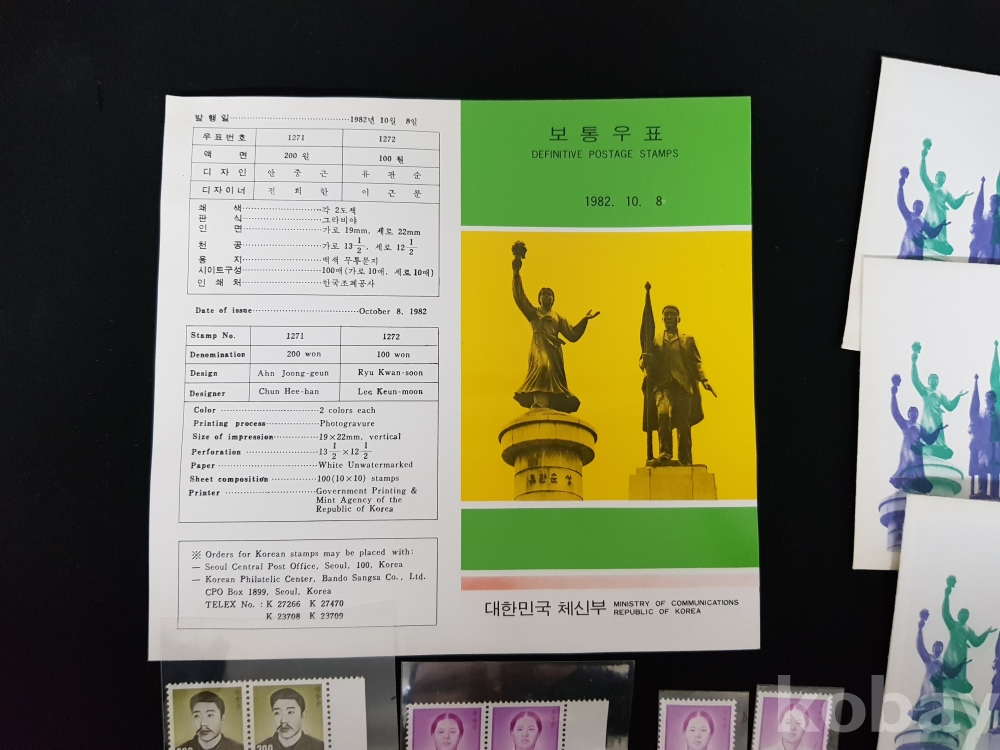 발 행 일 1982년 10월 8일
우표번호 1271 1272
액 면 200 원 100 원
디 자 인 안 중 근 유 관 순
디자이너 전 희 한 이 근 문
쇄 색 각 2도색
판 식 그라비아
인 면 가로 19mm, 세로 22mm
천 공 가로 13 1/2, 세로 12 1/2
용 지 백색 무투문지
시이트구성 100매(가로10매, 세로10매)
인 쇄 처 한국조폐공사
Date of issue October 8, 1982
Stamp No. 1271 1272
Denomination 200 won 100 won
Design Ahn Joong-geun Ryu Kwan-soon
Designer Chun Hee-han Lee Keun-moon
Color 2 colors each
Printing process Photogravure
Size of impression 19×22mm, vertical
Perforation 13 1/2 × 12 1/2
Paper White Unwatermarked
Sheet composition 100(10×10) stamps
Printer Government Printing &
Mint Agency of the
Republic of Korea
※ Orders for Korean stamps may be placed with:
— Seoul Central Post Office, Seoul, 100, Korea
— Korean Philatelic Center, Bando Sangsa Co., Ltd.
CPO Box 1899, Seoul, Korea
TELEX No. : K 27266 K 27470
K 23708 K 23709
보 통 우 표
DEFINITIVE POSTAGE STAMPS
1982. 10. 8
유관순 상
대한민국 체신부 MINISTRY OF COMMUNICATIONS
REPUBLIC OF KOREA
200
kobay